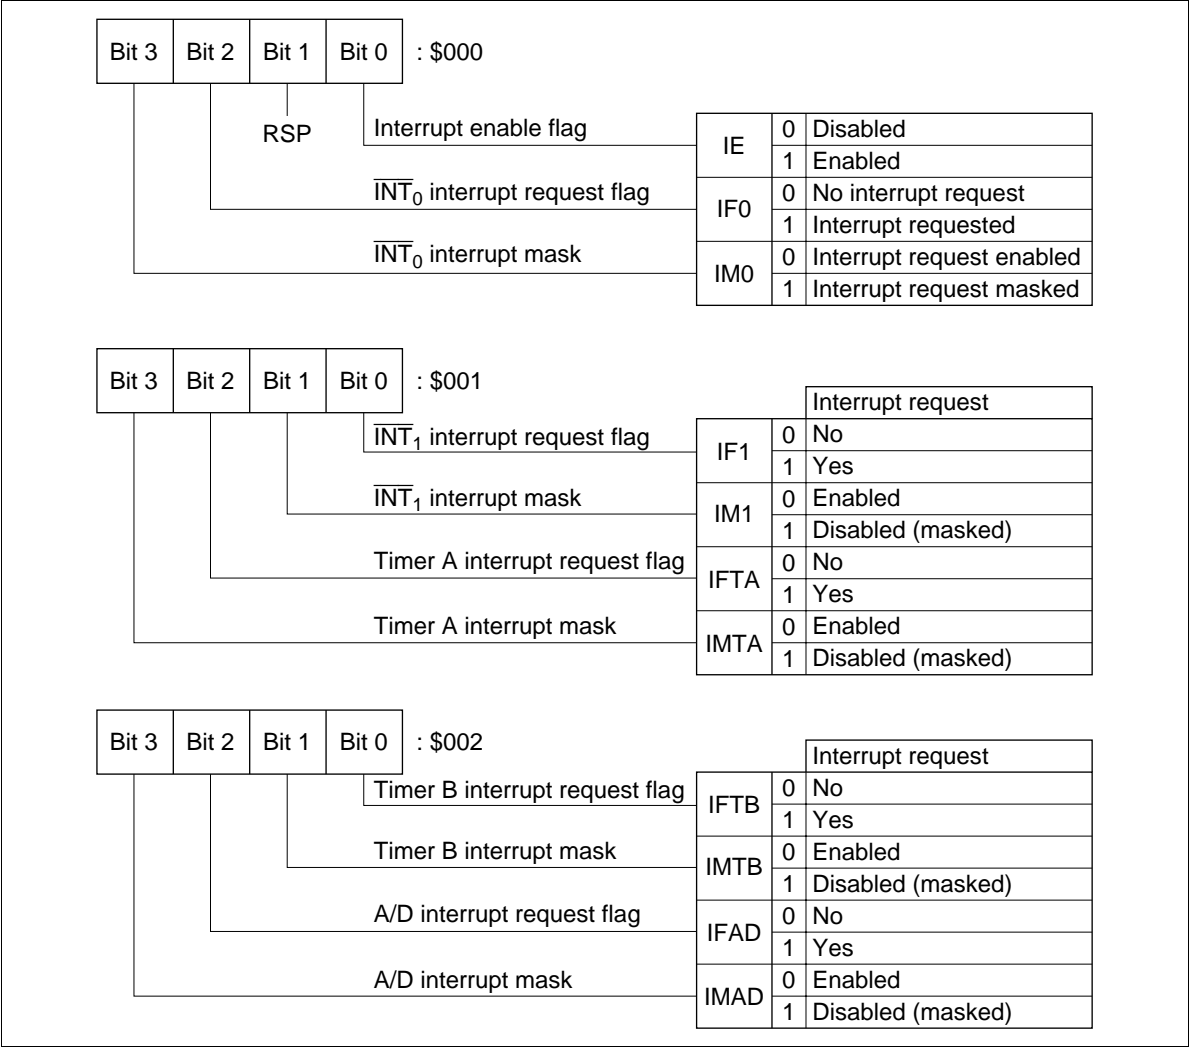 Bit 3 Bit 2 Bit 1 Bit 0 : $000
RSP
Interrupt enable flag
IE
0 Disabled
1 Enabled
I̅N̅T̅₀ interrupt request flag
IF0
0 No interrupt request
1 Interrupt requested
I̅N̅T̅₀ interrupt mask
IM0
0 Interrupt request enabled
1 Interrupt request masked
Bit 3 Bit 2 Bit 1 Bit 0 : $001
Interrupt request
I̅N̅T̅₁ interrupt request flag
IF1
0 No
1 Yes
I̅N̅T̅₁ interrupt mask
IM1
0 Enabled
1 Disabled (masked)
Timer A interrupt request flag
IFTA
0 No
1 Yes
Timer A interrupt mask
IMTA
0 Enabled
1 Disabled (masked)
Bit 3 Bit 2 Bit 1 Bit 0 : $002
Interrupt request
Timer B interrupt request flag
IFTB
0 No
1 Yes
Timer B interrupt mask
IMTB
0 Enabled
1 Disabled (masked)
A/D interrupt request flag
IFAD
0 No
1 Yes
A/D interrupt mask
IMAD
0 Enabled
1 Disabled (masked)